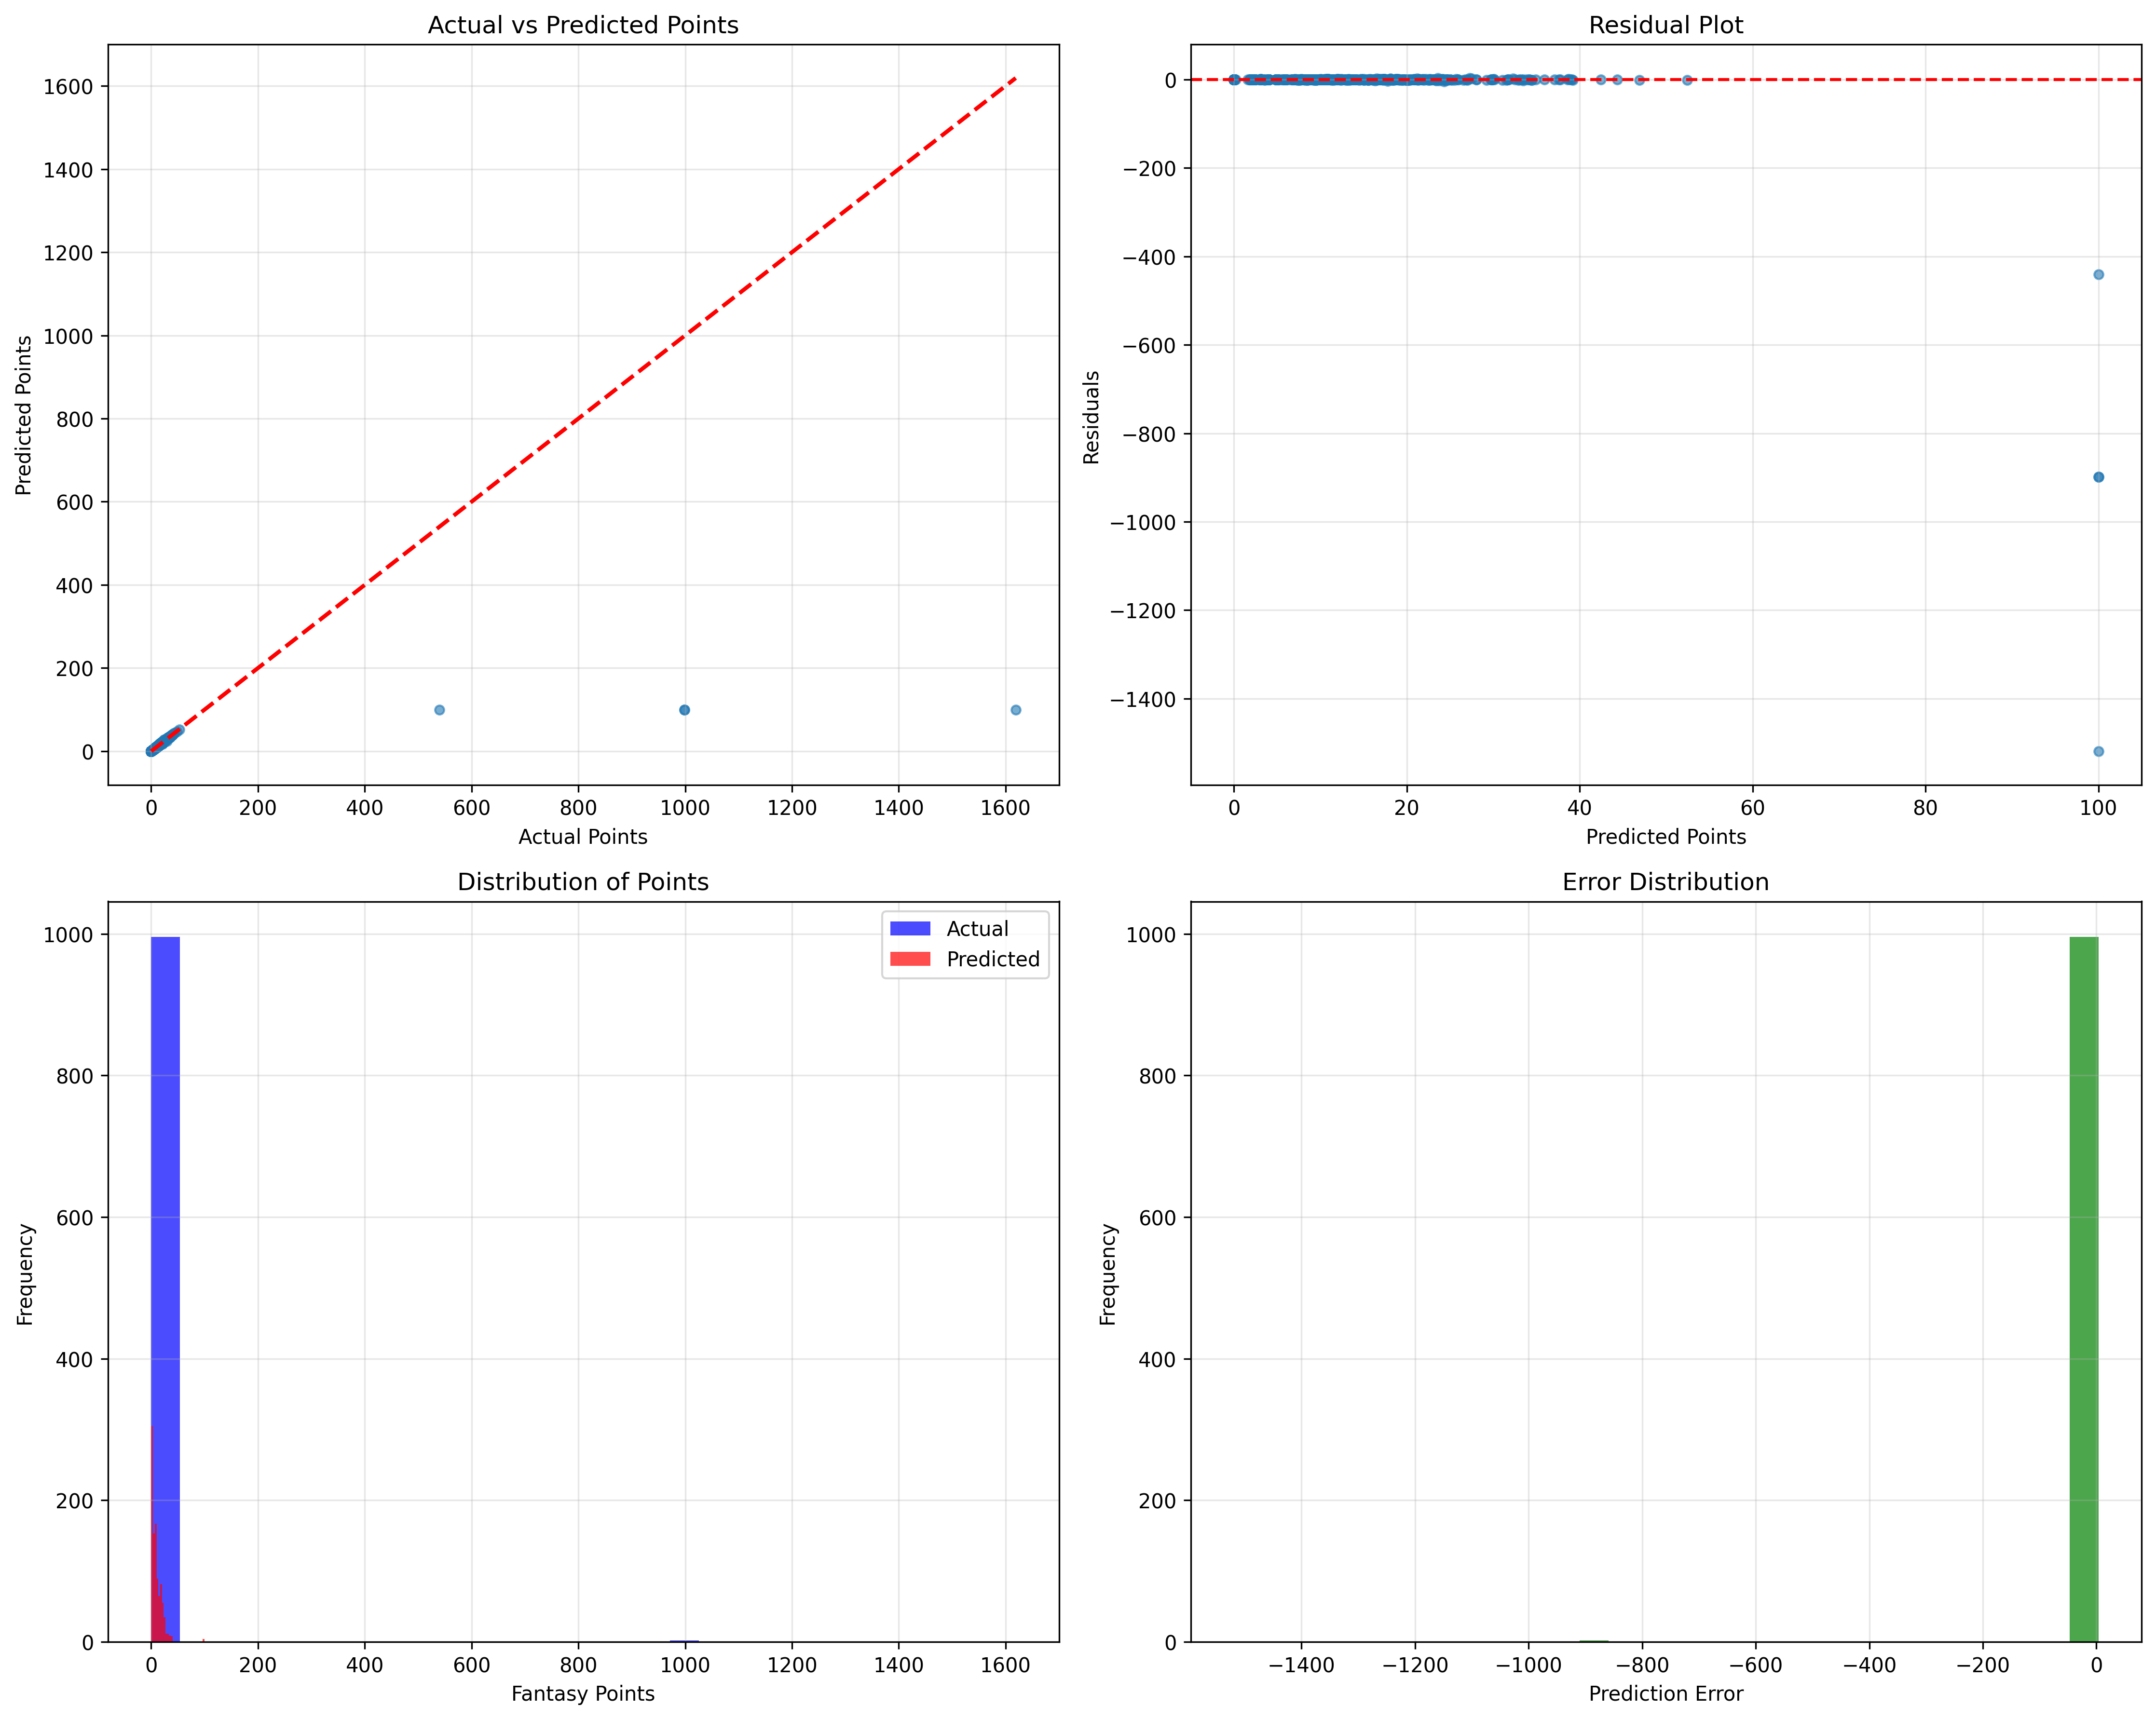 Actual vs Predicted Points
1600
1400
1200
1000
800
600
400
200
0
Predicted Points
0 200 400 600 800 1000 1200 1400 1600
Actual Points
Residual Plot
0
−200
−400
−600
−800
−1000
−1200
−1400
Residuals
0 20 40 60 80 100
Predicted Points
Distribution of Points
Actual
Predicted
1000
800
600
400
200
0
Frequency
0 200 400 600 800 1000 1200 1400 1600
Fantasy Points
Error Distribution
1000
800
600
400
200
0
Frequency
−1400 −1200 −1000 −800 −600 −400 −200 0
Prediction Error